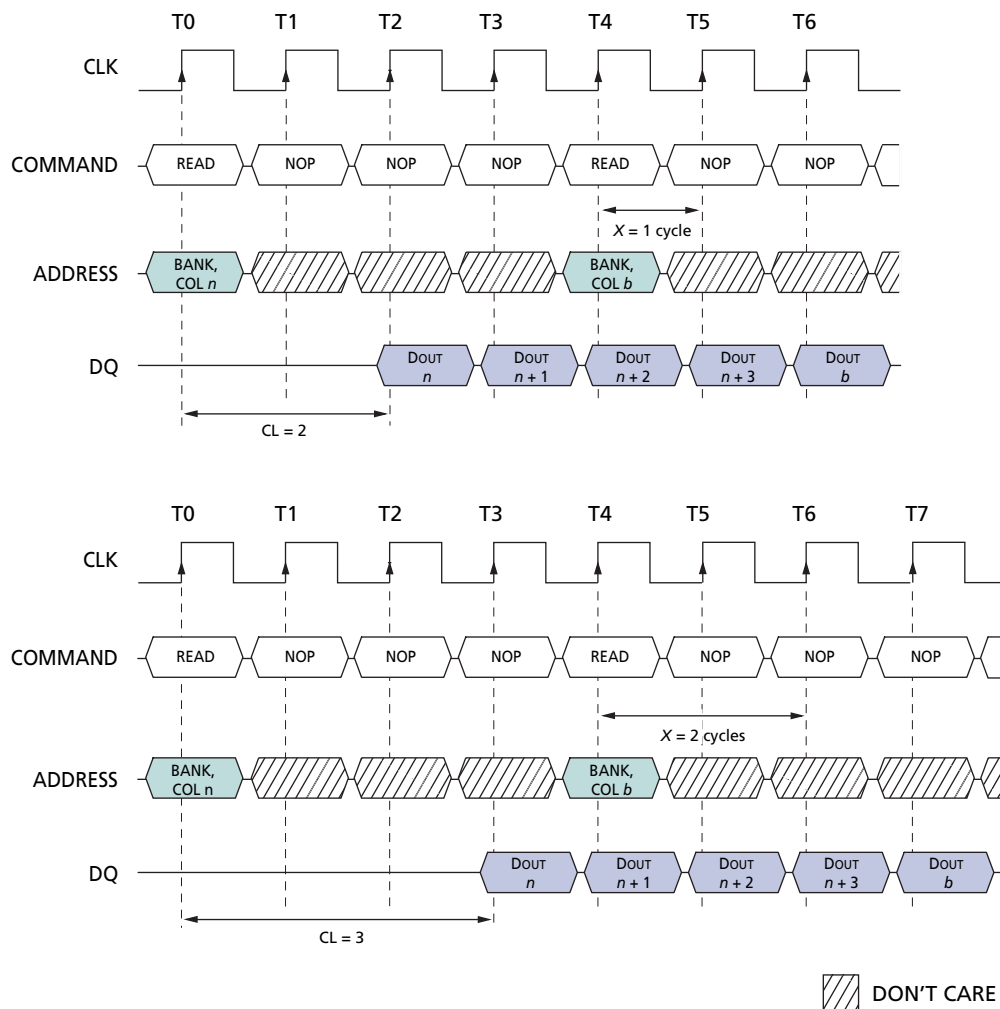 T0 T1 T2 T3 T4 T5 T6
CLK
COMMAND READ NOP NOP NOP READ NOP NOP
X = 1 cycle
ADDRESS BANK, COL n BANK, COL b
DQ DOUT n DOUT n + 1 DOUT n + 2 DOUT n + 3 DOUT b
CL = 2
T0 T1 T2 T3 T4 T5 T6 T7
CLK
COMMAND READ NOP NOP NOP READ NOP NOP NOP
X = 2 cycles
ADDRESS BANK, COL n BANK, COL b
DQ DOUT n DOUT n + 1 DOUT n + 2 DOUT n + 3 DOUT b
CL = 3
DON'T CARE